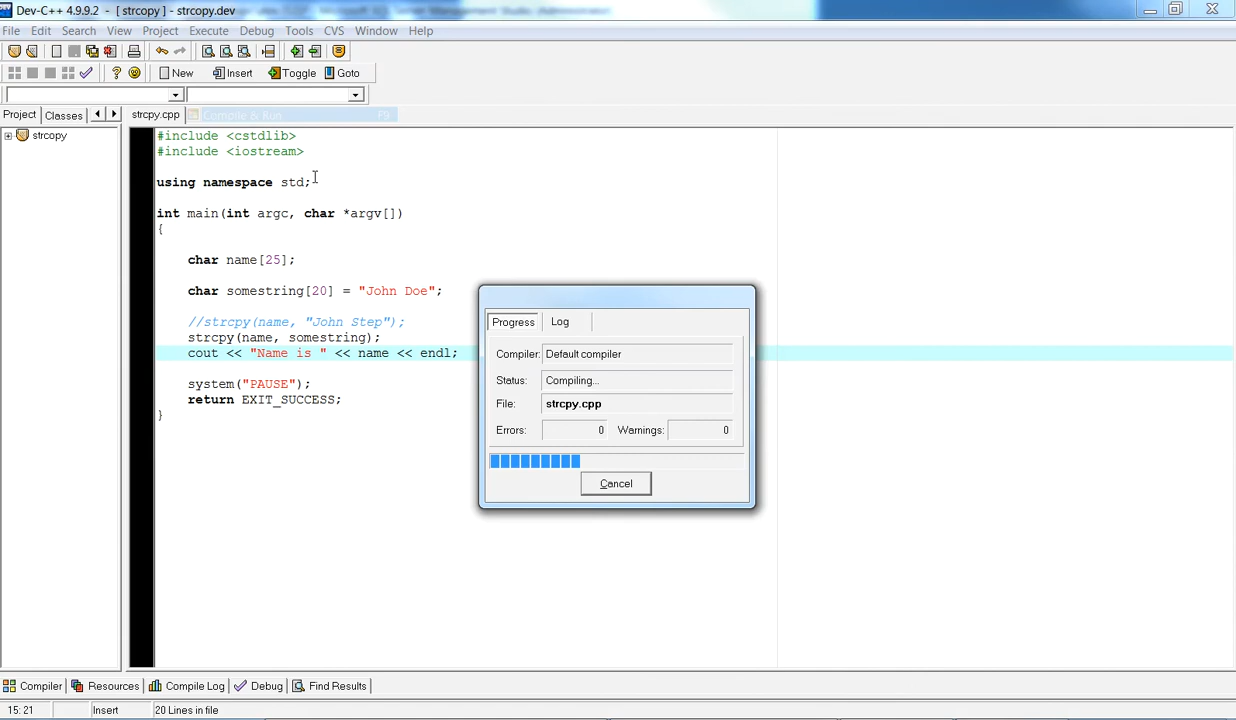 Dev-C++ 4.9.9.2 - [ strcopy ] - strcopy.dev
File Edit Search View Project Execute Debug Tools CVS Window Help
New Insert Toggle Goto
Project Classes strcpy.cpp Compile & Run F9
strcopy
#include <cstdlib>
#include <iostream>
using namespace std;
int main(int argc, char *argv[])
{
char name[25];
char somestring[20] = "John Doe";
//strcpy(name, "John Step");
strcpy(name, somestring);
cout << "Name is " << name << endl;
system("PAUSE");
return EXIT_SUCCESS;
}
Progress Log
Compiler: Default compiler
Status: Compiling...
File: strcpy.cpp
Errors: 0 Warnings: 0
Cancel
Compiler Resources Compile Log Debug Find Results
15: 21 Insert 20 Lines in file